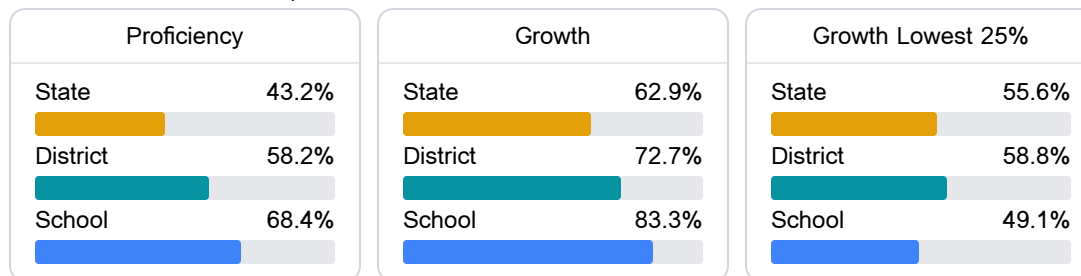 Proficiency
State 43.2%
District 58.2%
School 68.4%
Growth
State 62.9%
District 72.7%
School 83.3%
Growth Lowest 25%
State 55.6%
District 58.8%
School 49.1%